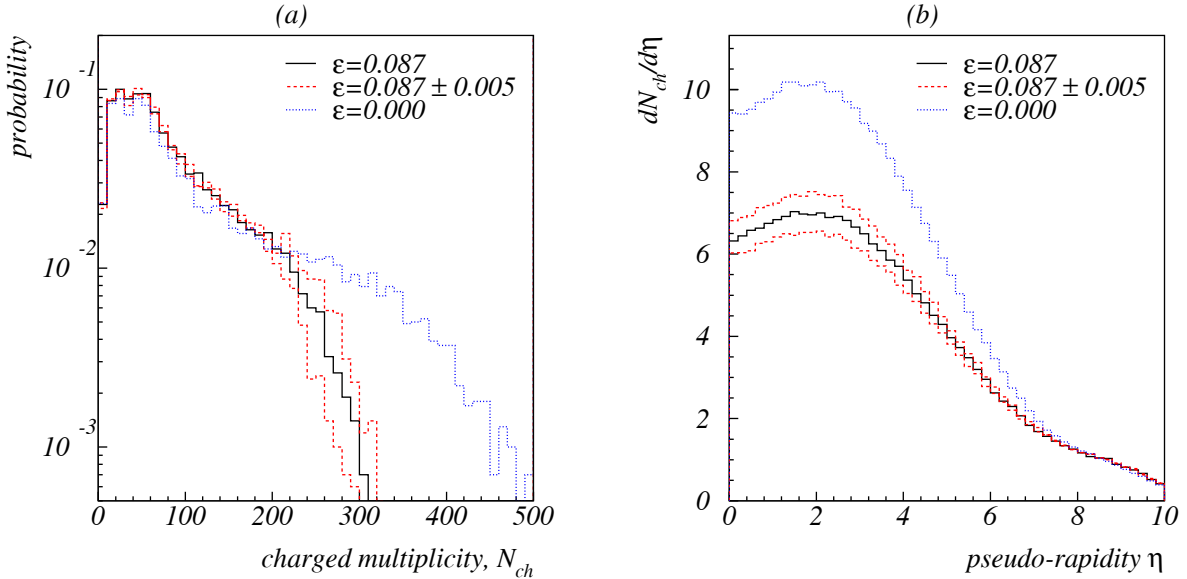 (a)
probability
ε=0.087
ε=0.087 ± 0.005
ε=0.000
10 -1
10 -2
10 -3
0 100 200 300 400 500
charged multiplicity, Nch
(b)
dNch/dη
ε=0.087
ε=0.087 ± 0.005
ε=0.000
10
8
6
4
2
0
0 2 4 6 8 10
pseudo-rapidity η